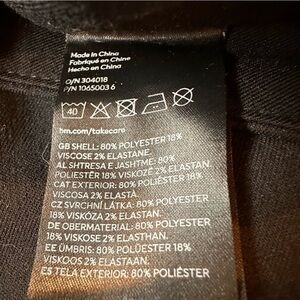 Made in China
Fabriqué en Chine
Hecho en China
O/N 304018
P/N 1065003 6
40
hm.com/takecare
GB SHELL: 80% POLYESTER 18%
VISCOSE 2% ELASTANE.
AL SHTRESA E JASHTME: 80%
POLIESTËR 18% VISKOZË 2% ELASTAN.
CAT EXTERIOR: 80% POLIÈSTER 18%
VISCOSA 2% ELASTÀ.
CZ SVRCHNÍ LÁTKA: 80% POLYESTER
18% VISKÓZA 2% ELASTAN.
DE OBERMATERIAL: 80% POLYESTER
18% VISKOSE 2% ELASTHAN.
EE ÜMBRIS: 80% POLÜESTER 18%
VISKOOS 2% ELASTAAN.
ES TELA EXTERIOR: 80% POLIÉSTER